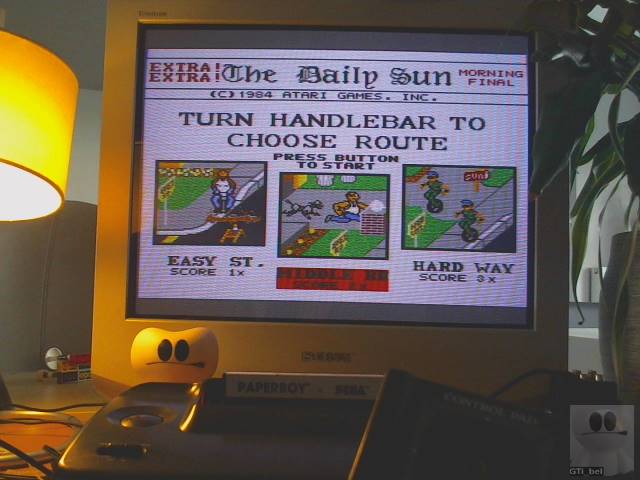 EXTRA! The Daily Sun MORNING
EXTRA! FINAL
(C)1984 ATARI GAMES. INC.
TURN HANDLEBAR TO
CHOOSE ROUTE
PRESS BUTTON
TO START
SUN
EASY ST.
SCORE 1x
HARD WAY
SCORE 3x
PAPERBOY SEGA
CONTROL PAD
GTi_bel